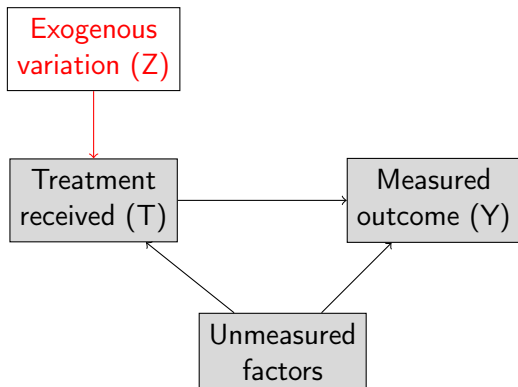 Exogenous
variation (Z)
Treatment
received (T)
Measured
outcome (Y)
Unmeasured
factors